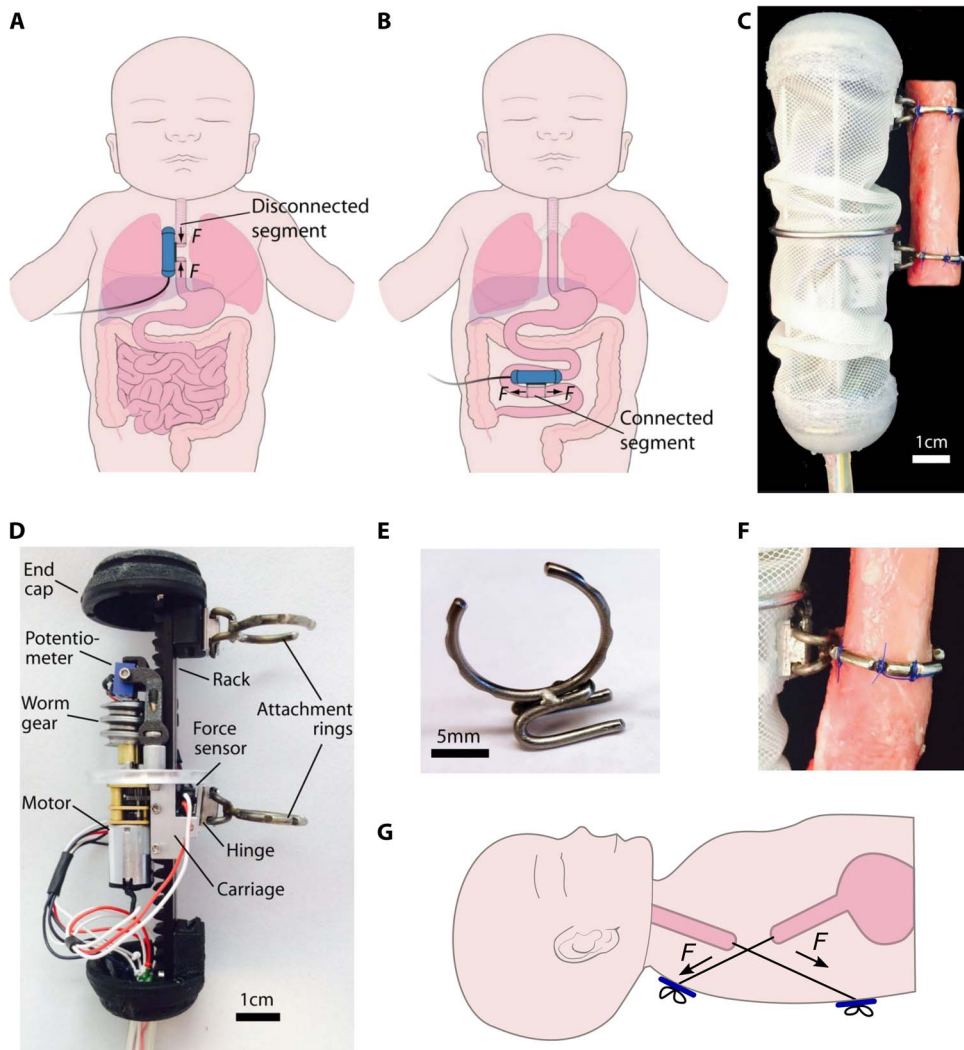 A
B
C
Disconnected
segment
F
F
F
F
Connected
segment
1cm
D
E
F
End
cap
Potentio-
meter
Rack
Worm
gear
Force
sensor
Attachment
rings
Motor
Hinge
Carriage
1cm
5mm
G
F
F